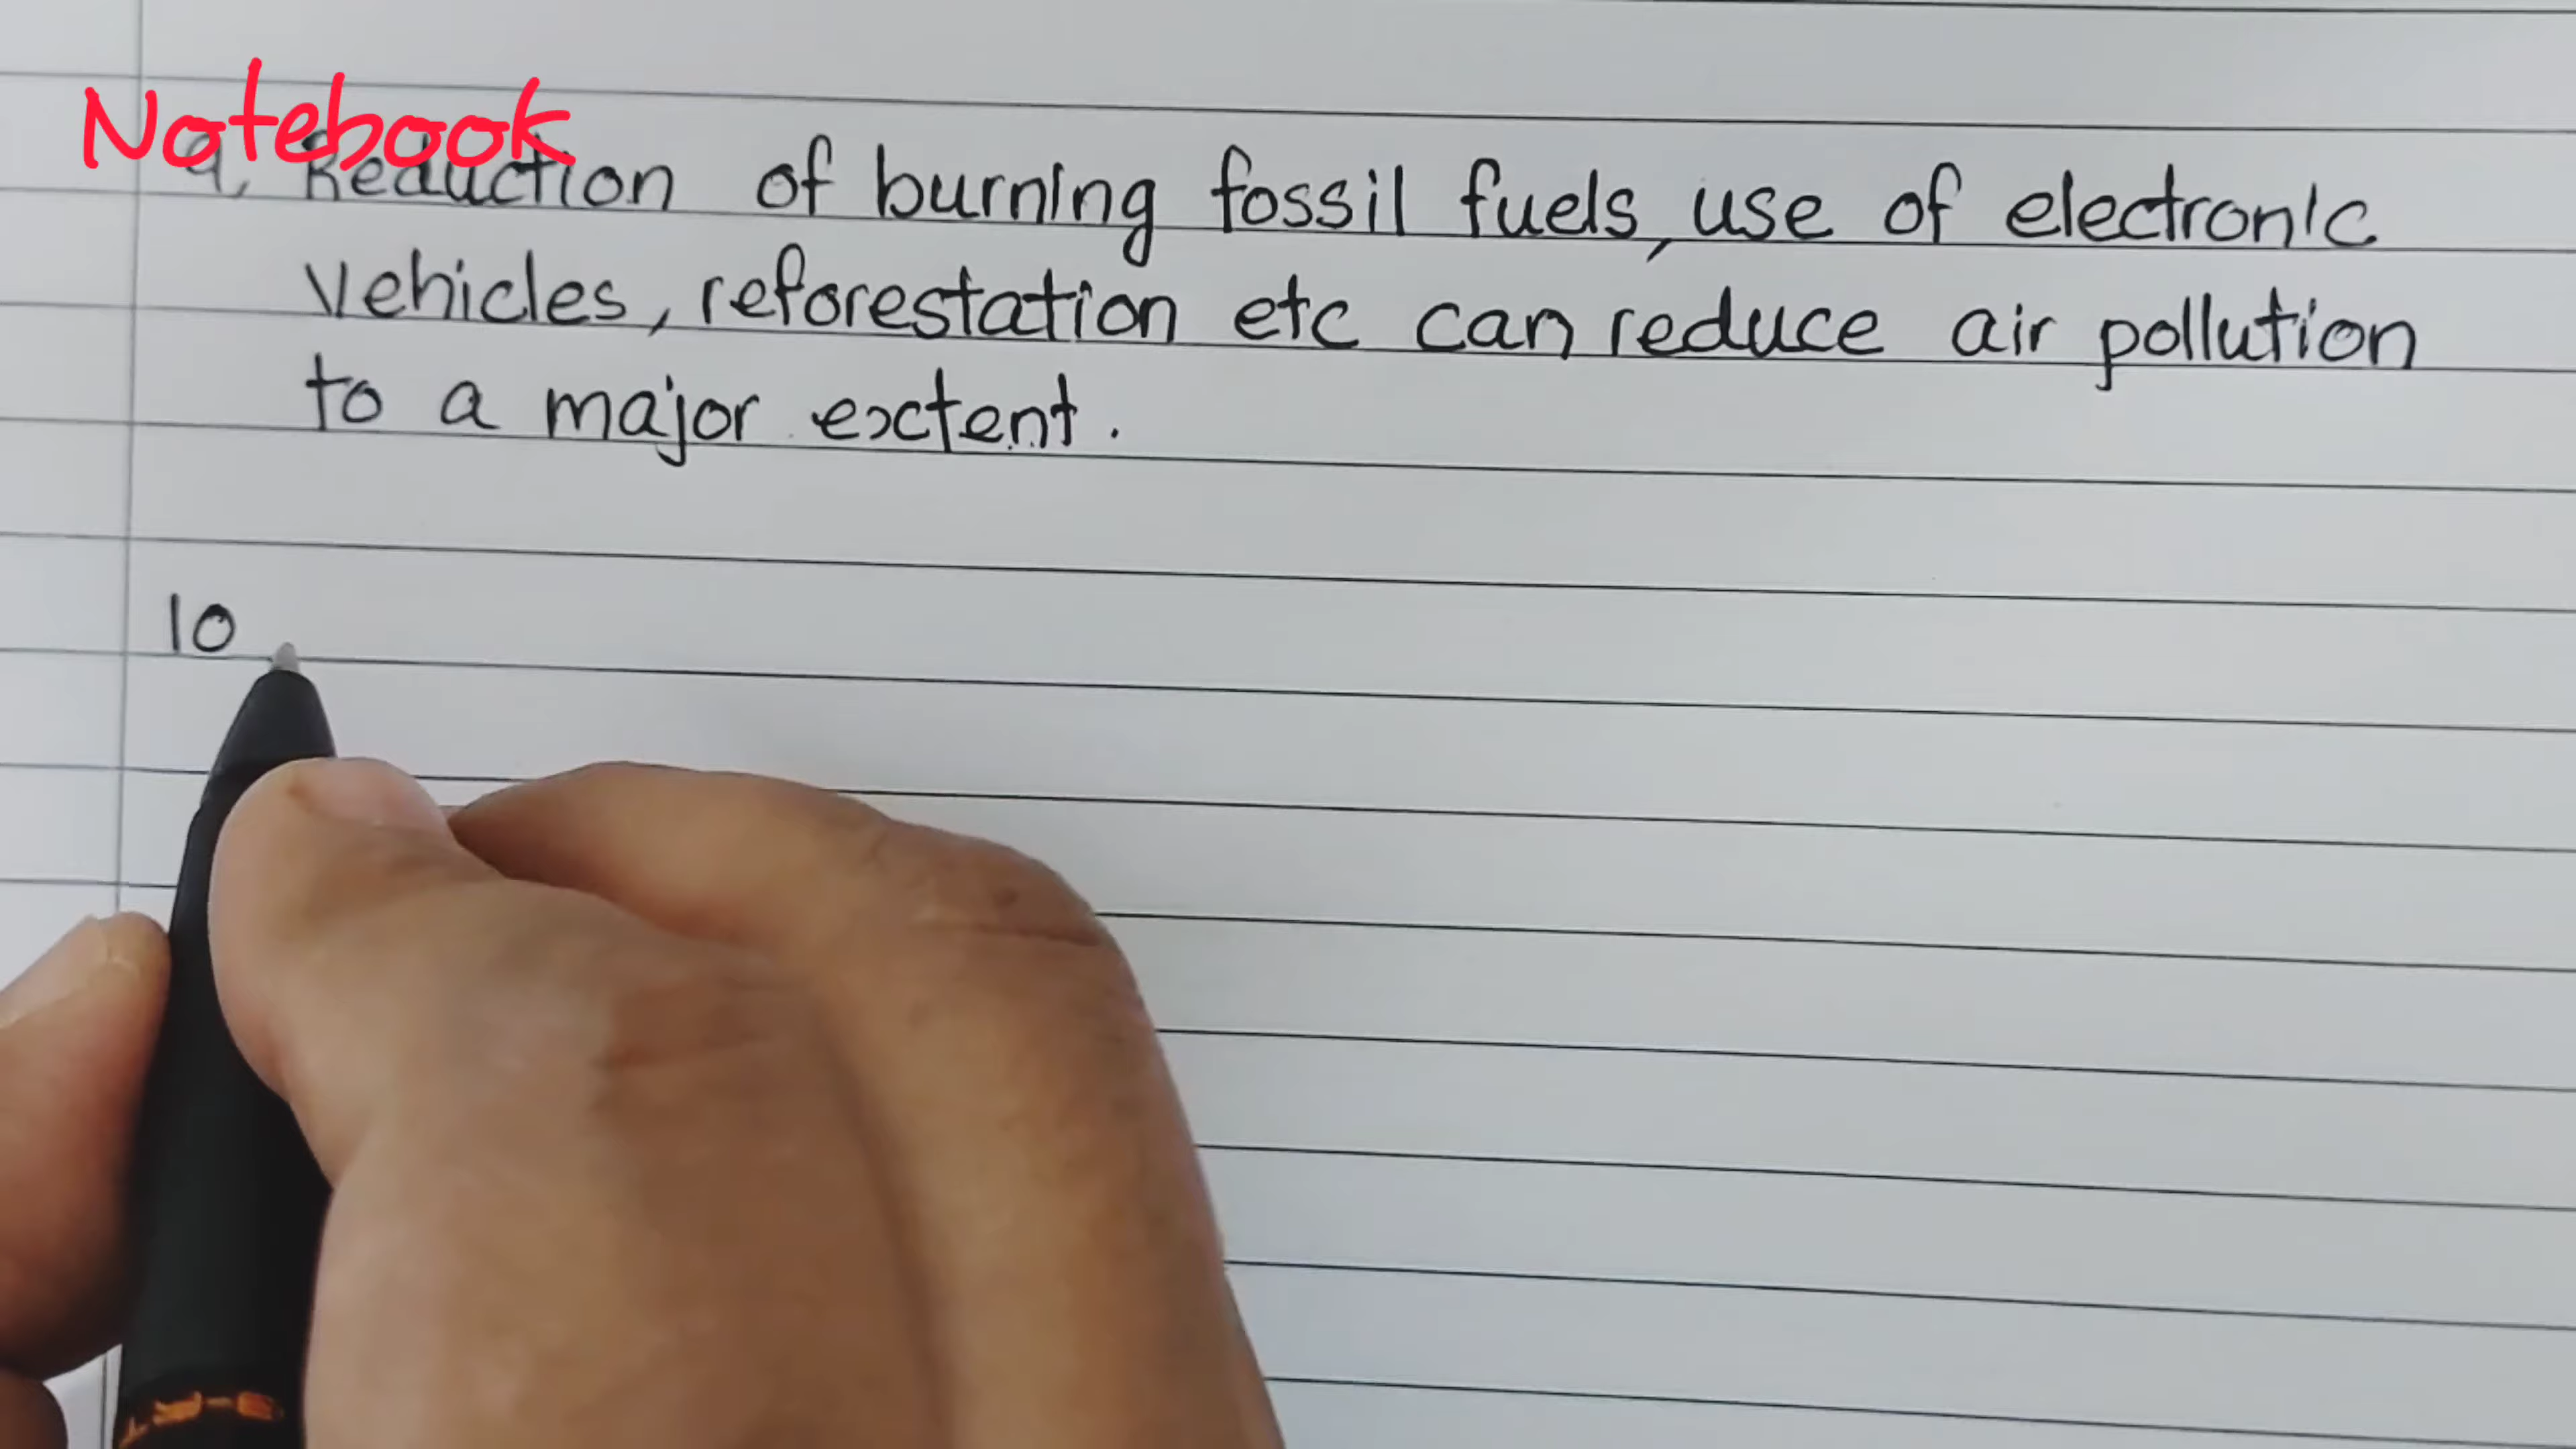 Notebook
9, Reduction of burning fossil fuels, use of electronic
vehicles, reforestation etc can reduce air pollution
to a major extent.
10